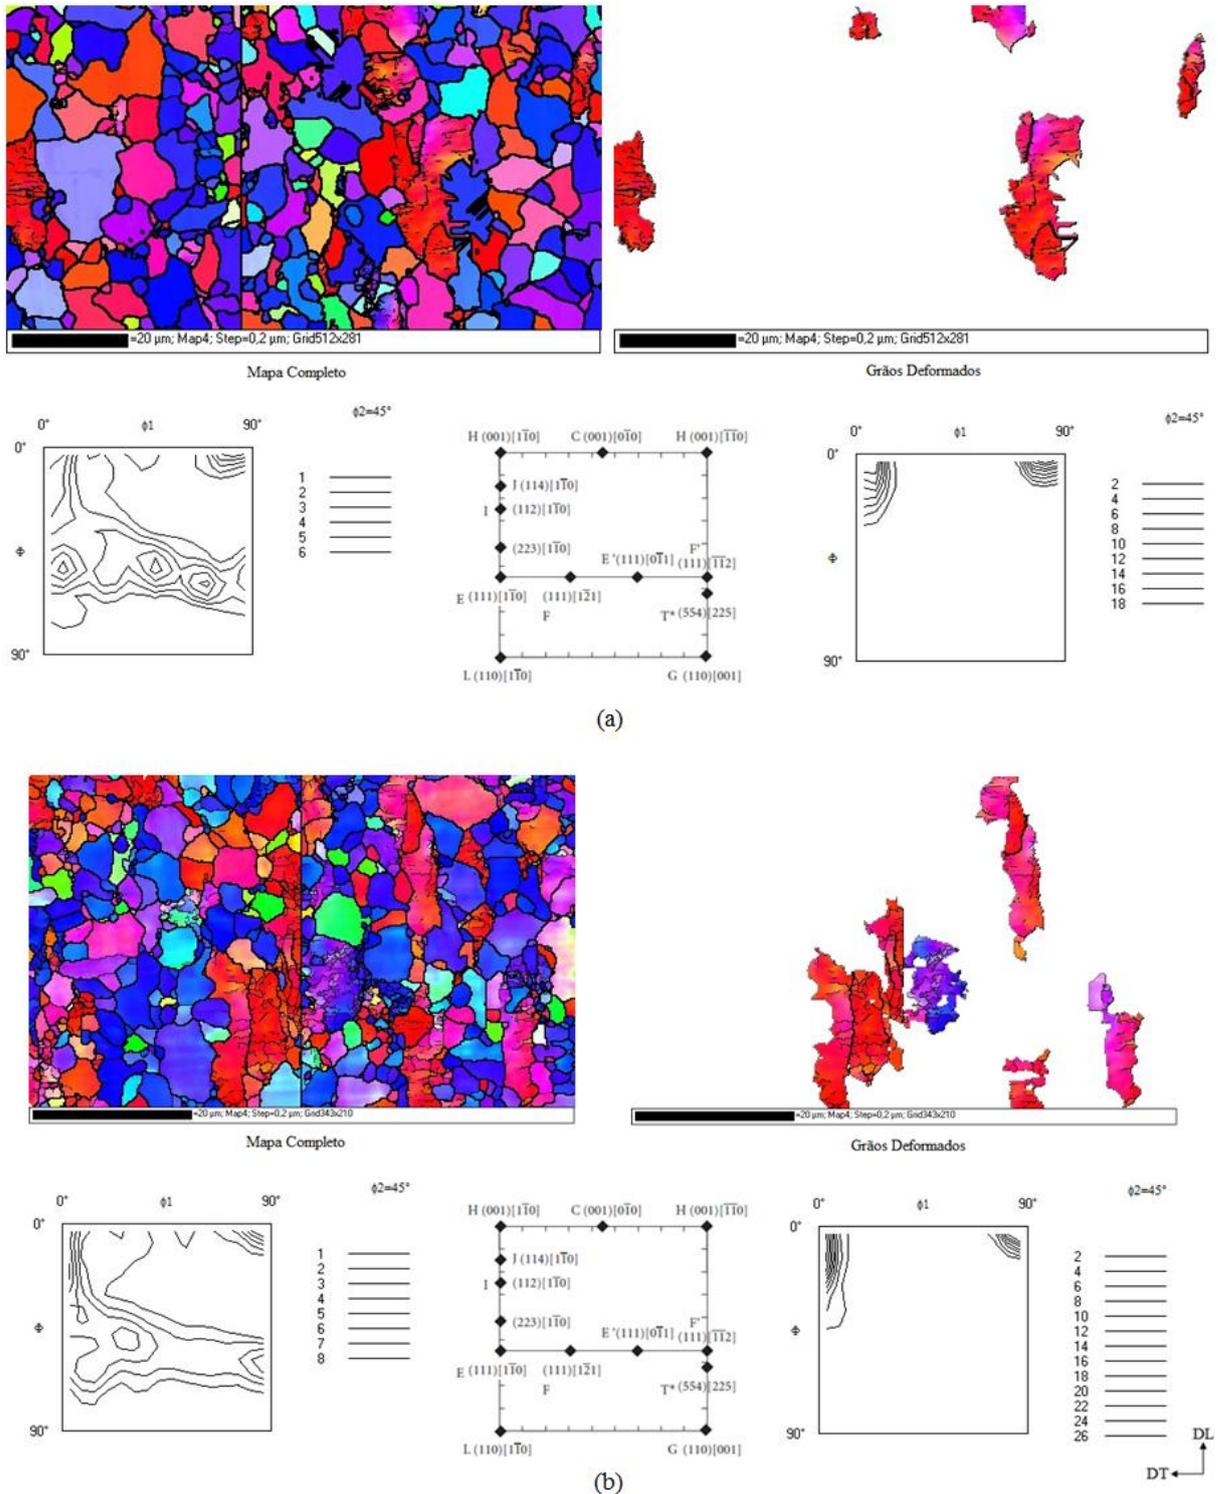 =20 µm; Map4; Step=0,2 µm; Grid512x281
=20 µm; Map4; Step=0,2 µm; Grid512x281
Mapa Completo
Grãos Deformados
ϕ2=45°
0°
ϕ1
90°
0°
Φ
90°
1
2
3
4
5
6
H (001)[11̅0]
C (001)[01̅0]
H (001)[1̅1̅0]
J (114)[11̅0]
I
(112)[11̅0]
(223)[11̅0]
E'(111)[01̅1]
F'
(111)[1̅1̅2]
E (111)[11̅0]
(111)[12̅1]
F
T* (554)[225]
L (110)[11̅0]
G (110)[001]
ϕ2=45°
0°
ϕ1
90°
0°
Φ
90°
2
4
6
8
10
12
14
16
18
(a)
=20 µm; Map4; Step=0,2 µm; Grid343x210
=20 µm; Map4; Step=0,2 µm; Grid343x210
Mapa Completo
Grãos Deformados
ϕ2=45°
0°
ϕ1
90°
0°
Φ
90°
1
2
3
4
5
6
7
8
H (001)[11̅0]
C (001)[01̅0]
H (001)[1̅1̅0]
J (114)[11̅0]
I
(112)[11̅0]
(223)[11̅0]
E'(111)[01̅1]
F'
(111)[1̅1̅2]
E (111)[11̅0]
(111)[12̅1]
F
T* (554)[225]
L (110)[11̅0]
G (110)[001]
ϕ2=45°
0°
ϕ1
90°
0°
Φ
90°
2
4
6
8
10
12
14
16
18
20
22
24
26
DL
DT
(b)